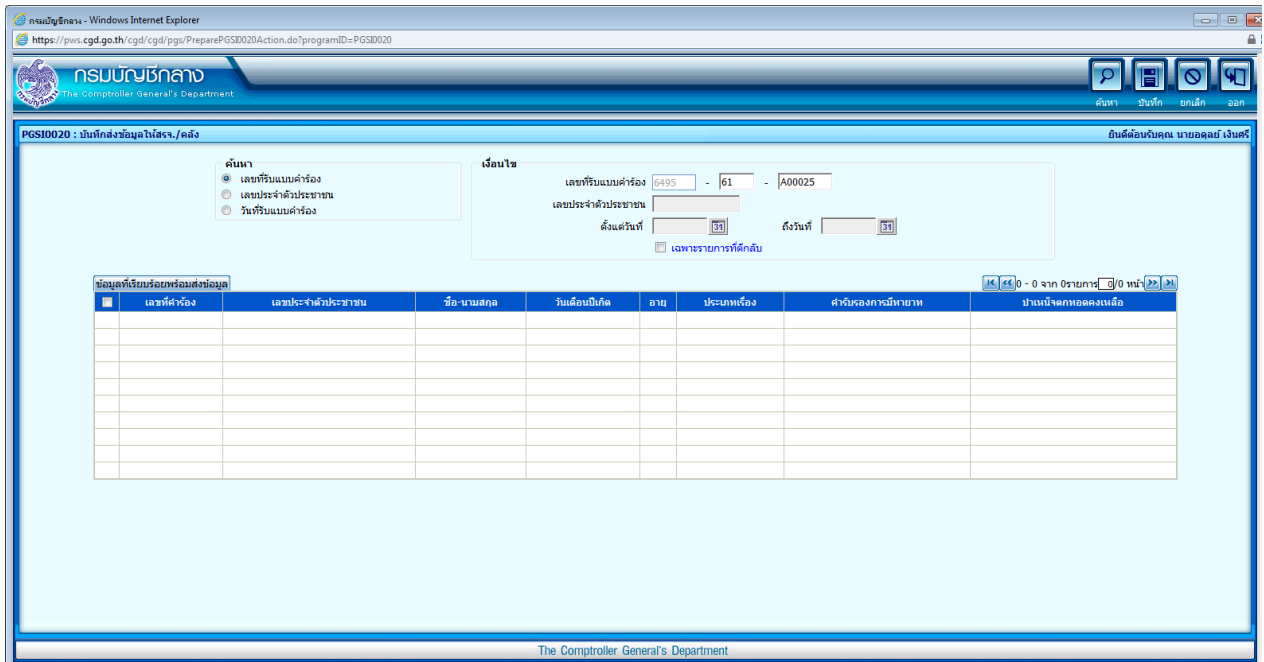 กรมบัญชีกลาง - Windows Internet Explorer
https://pws.cgd.go.th/cgd/cgd/pgs/PreparePGSI0020Action.do?programID=PGSI0020
กรมบัญชีกลาง
The Comptroller General's Department
ค้นหา บันทึก ยกเลิก ออก
PGSI0020 : บันทึกส่งข้อมูลให้สรจ./คลัง ยินดีต้อนรับคุณ นายอดุลย์ เงินศรี
ค้นหา
เลขที่รับแบบคำร้อง
เลขประจำตัวประชาชน
วันที่รับแบบคำร้อง
เงื่อนไข
เลขที่รับแบบคำร้อง 6495 - 61 - A00025
เลขประจำตัวประชาชน
ตั้งแต่วันที่ 31 ถึงวันที่ 31
เฉพาะรายการที่ตีกลับ
ข้อมูลที่เรียบร้อยพร้อมส่งข้อมูล 0 - 0 จาก 0รายการ 0/0 หน้า
เลขที่คำร้อง เลขประจำตัวประชาชน ชื่อ-นามสกุล วันเดือนปีเกิด อายุ ประเภทเรื่อง คำรับรองการมีทายาท บำเหน็จตกทอดคงเหลือ
The Comptroller General's Department